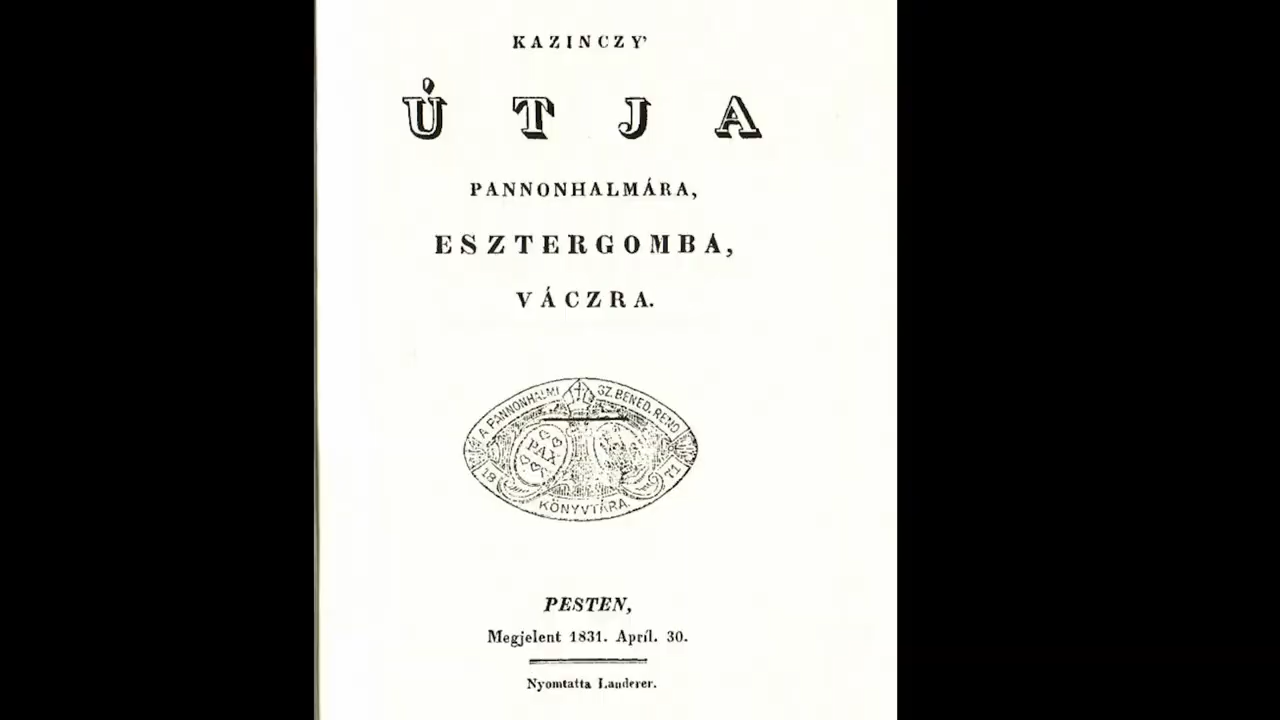 KAZINCZY'
ÚTJA
PANNONHALMÁRA,
ESZTERGOMBA,
VÁCZRA.
A PANNONHALMI SZ. BENED. REND
PAX
18 71
KÖNYVTÁRA
PESTEN,
Megjelent 1831. Apríl. 30.
Nyomtatta Landerer.